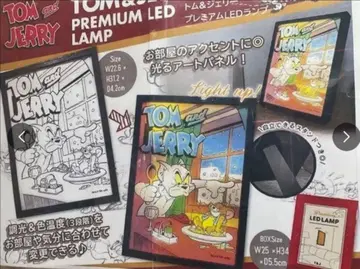 TOM and JERRY
TOM&JE
PREMIUM LED
LAMP
トム&ジェリー
プレミアムLEDランプ
Size
W22.6
×
H31.2
×
D4.2cm
お部屋のアクセントに◎
光るアートパネル!
Light up!
TOM and JERRY
TOM and JERRY
TOM and JERRY
調光&色温度(3段階)を
お部屋や気分に合わせて
変更できる♪
BOXSize
W25 ×H34
×D5.5cm
LED LAMP